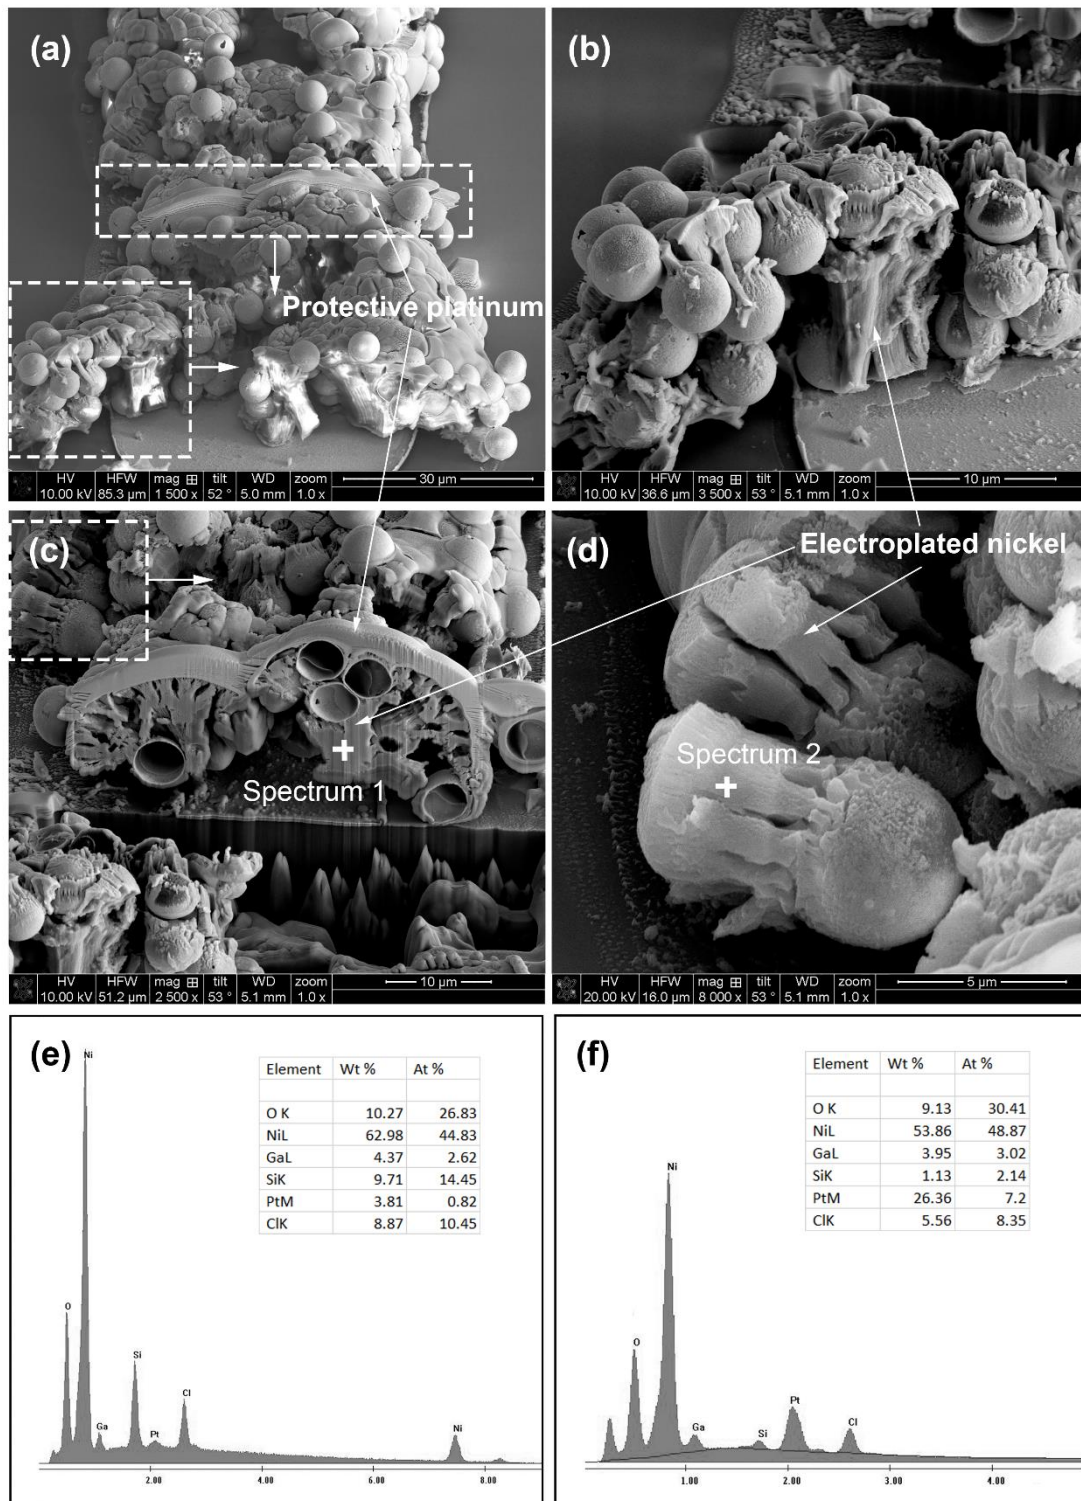 (a)
Protective platinum
HV HFW mag ⊞ tilt WD zoom 30 µm
10.00 kV 85.3 µm 1 500 x 52 ° 5.0 mm 1.0 x
(b)
HV HFW mag ⊞ tilt WD zoom 10 µm
10.00 kV 36.6 µm 3 500 x 53 ° 5.1 mm 1.0 x
(c)
Spectrum 1
HV HFW mag ⊞ tilt WD zoom 10 µm
10.00 kV 51.2 µm 2 500 x 53 ° 5.1 mm 1.0 x
(d)
Electroplated nickel
Spectrum 2
HV HFW mag ⊞ tilt WD zoom 5 µm
20.00 kV 16.0 µm 8 000 x 53 ° 5.1 mm 1.0 x
(e)
Ni
Element Wt % At %
O K 10.27 26.83
NiL 62.98 44.83
GaL 4.37 2.62
SiK 9.71 14.45
PtM 3.81 0.82
ClK 8.87 10.45
O
Si
Cl
Ga
Pt
Ni
2.00 4.00 6.00 8.00
(f)
Element Wt % At %
O K 9.13 30.41
NiL 53.86 48.87
GaL 3.95 3.02
SiK 1.13 2.14
PtM 26.36 7.2
ClK 5.56 8.35
Ni
O
Ga
Si
Pt
Cl
1.00 2.00 3.00 4.00